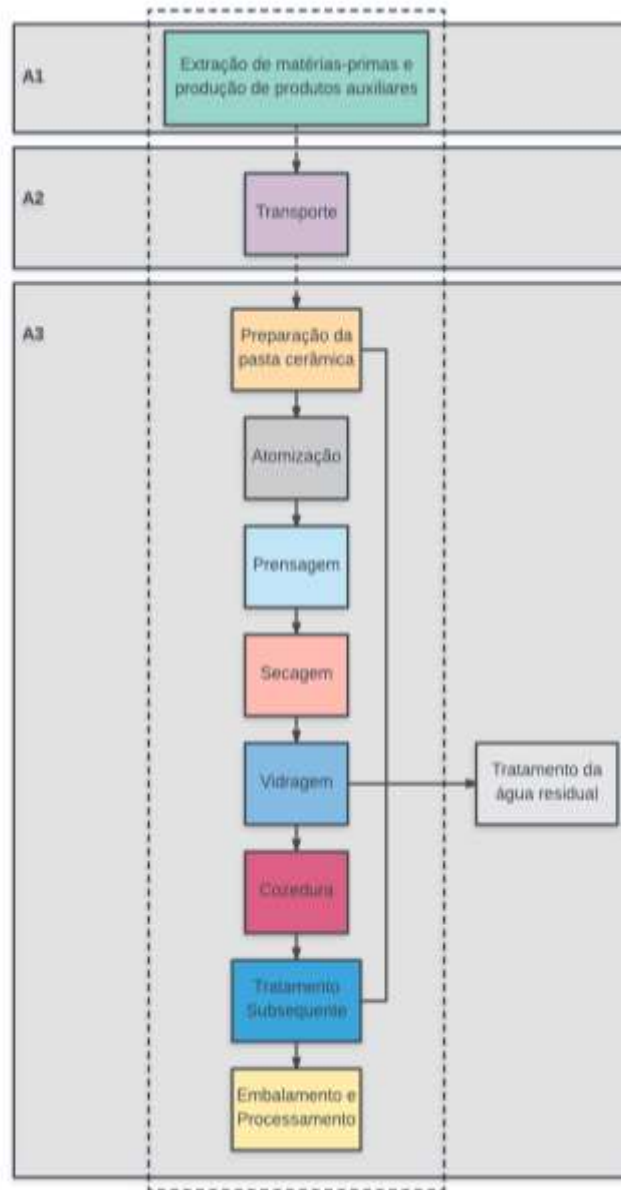 A1
Extração de matérias-primas e
produção de produtos auxiliares
A2
Transporte
A3
Preparação da
pasta cerâmica
Atomização
Prensagem
Secagem
Vidragem
Tratamento da
água residual
Cozedura
Tratamento
Subsequente
Embalamento e
Processamento